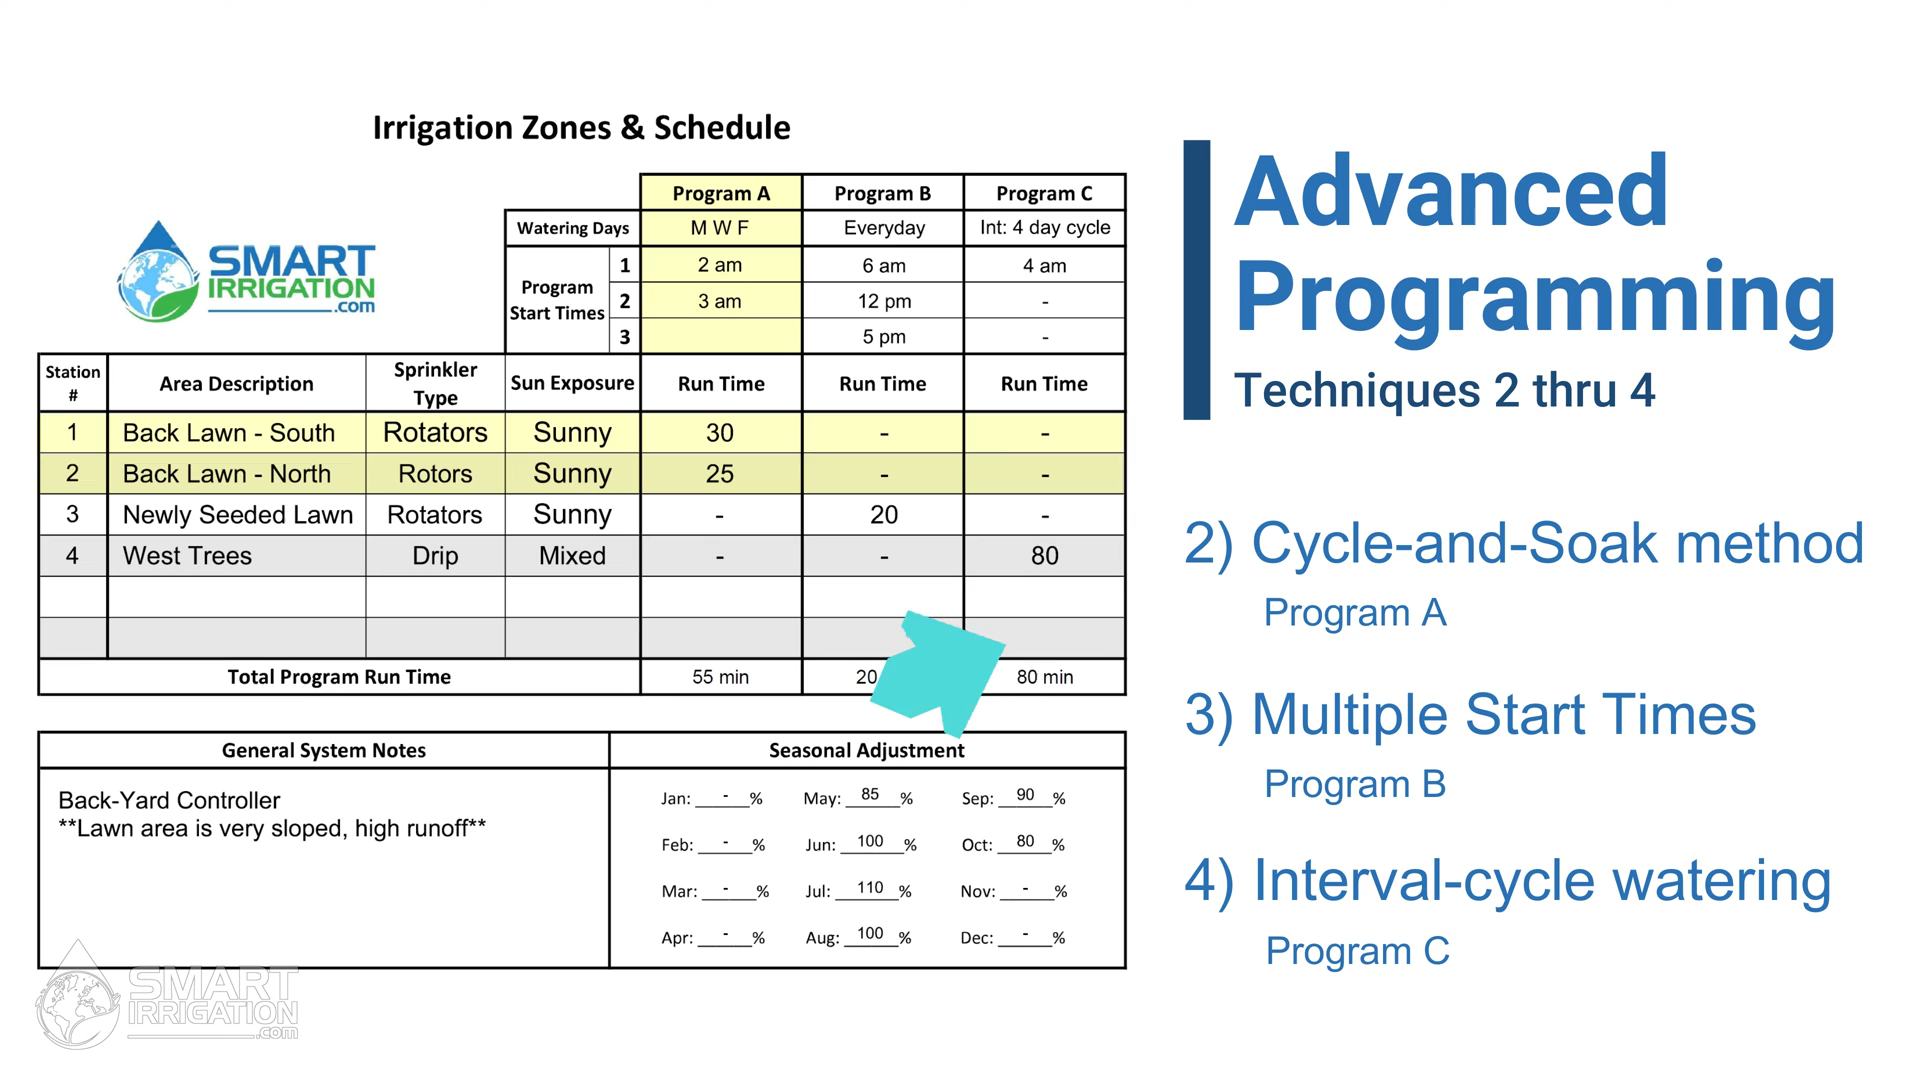 Irrigation Zones & Schedule
SMART
IRRIGATION
.com
Program A Program B Program C
Watering Days M W F Everyday Int: 4 day cycle
Program Start Times 1 2 am 6 am 4 am
2 3 am 12 pm -
3 5 pm -
Station # Area Description Sprinkler Type Sun Exposure Run Time Run Time Run Time
1 Back Lawn - South Rotators Sunny 30 - -
2 Back Lawn - North Rotors Sunny 25 - -
3 Newly Seeded Lawn Rotators Sunny - 20 -
4 West Trees Drip Mixed - - 80
Total Program Run Time 55 min 20 80 min
General System Notes
Back-Yard Controller
**Lawn area is very sloped, high runoff**
Seasonal Adjustment
Jan: - % May: 85 % Sep: 90 %
Feb: - % Jun: 100 % Oct: 80 %
Mar: - % Jul: 110 % Nov: - %
Apr: - % Aug: 100 % Dec: - %
Advanced
Programming
Techniques 2 thru 4
2) Cycle-and-Soak method
Program A
3) Multiple Start Times
Program B
4) Interval-cycle watering
Program C
SMART
IRRIGATION
.com